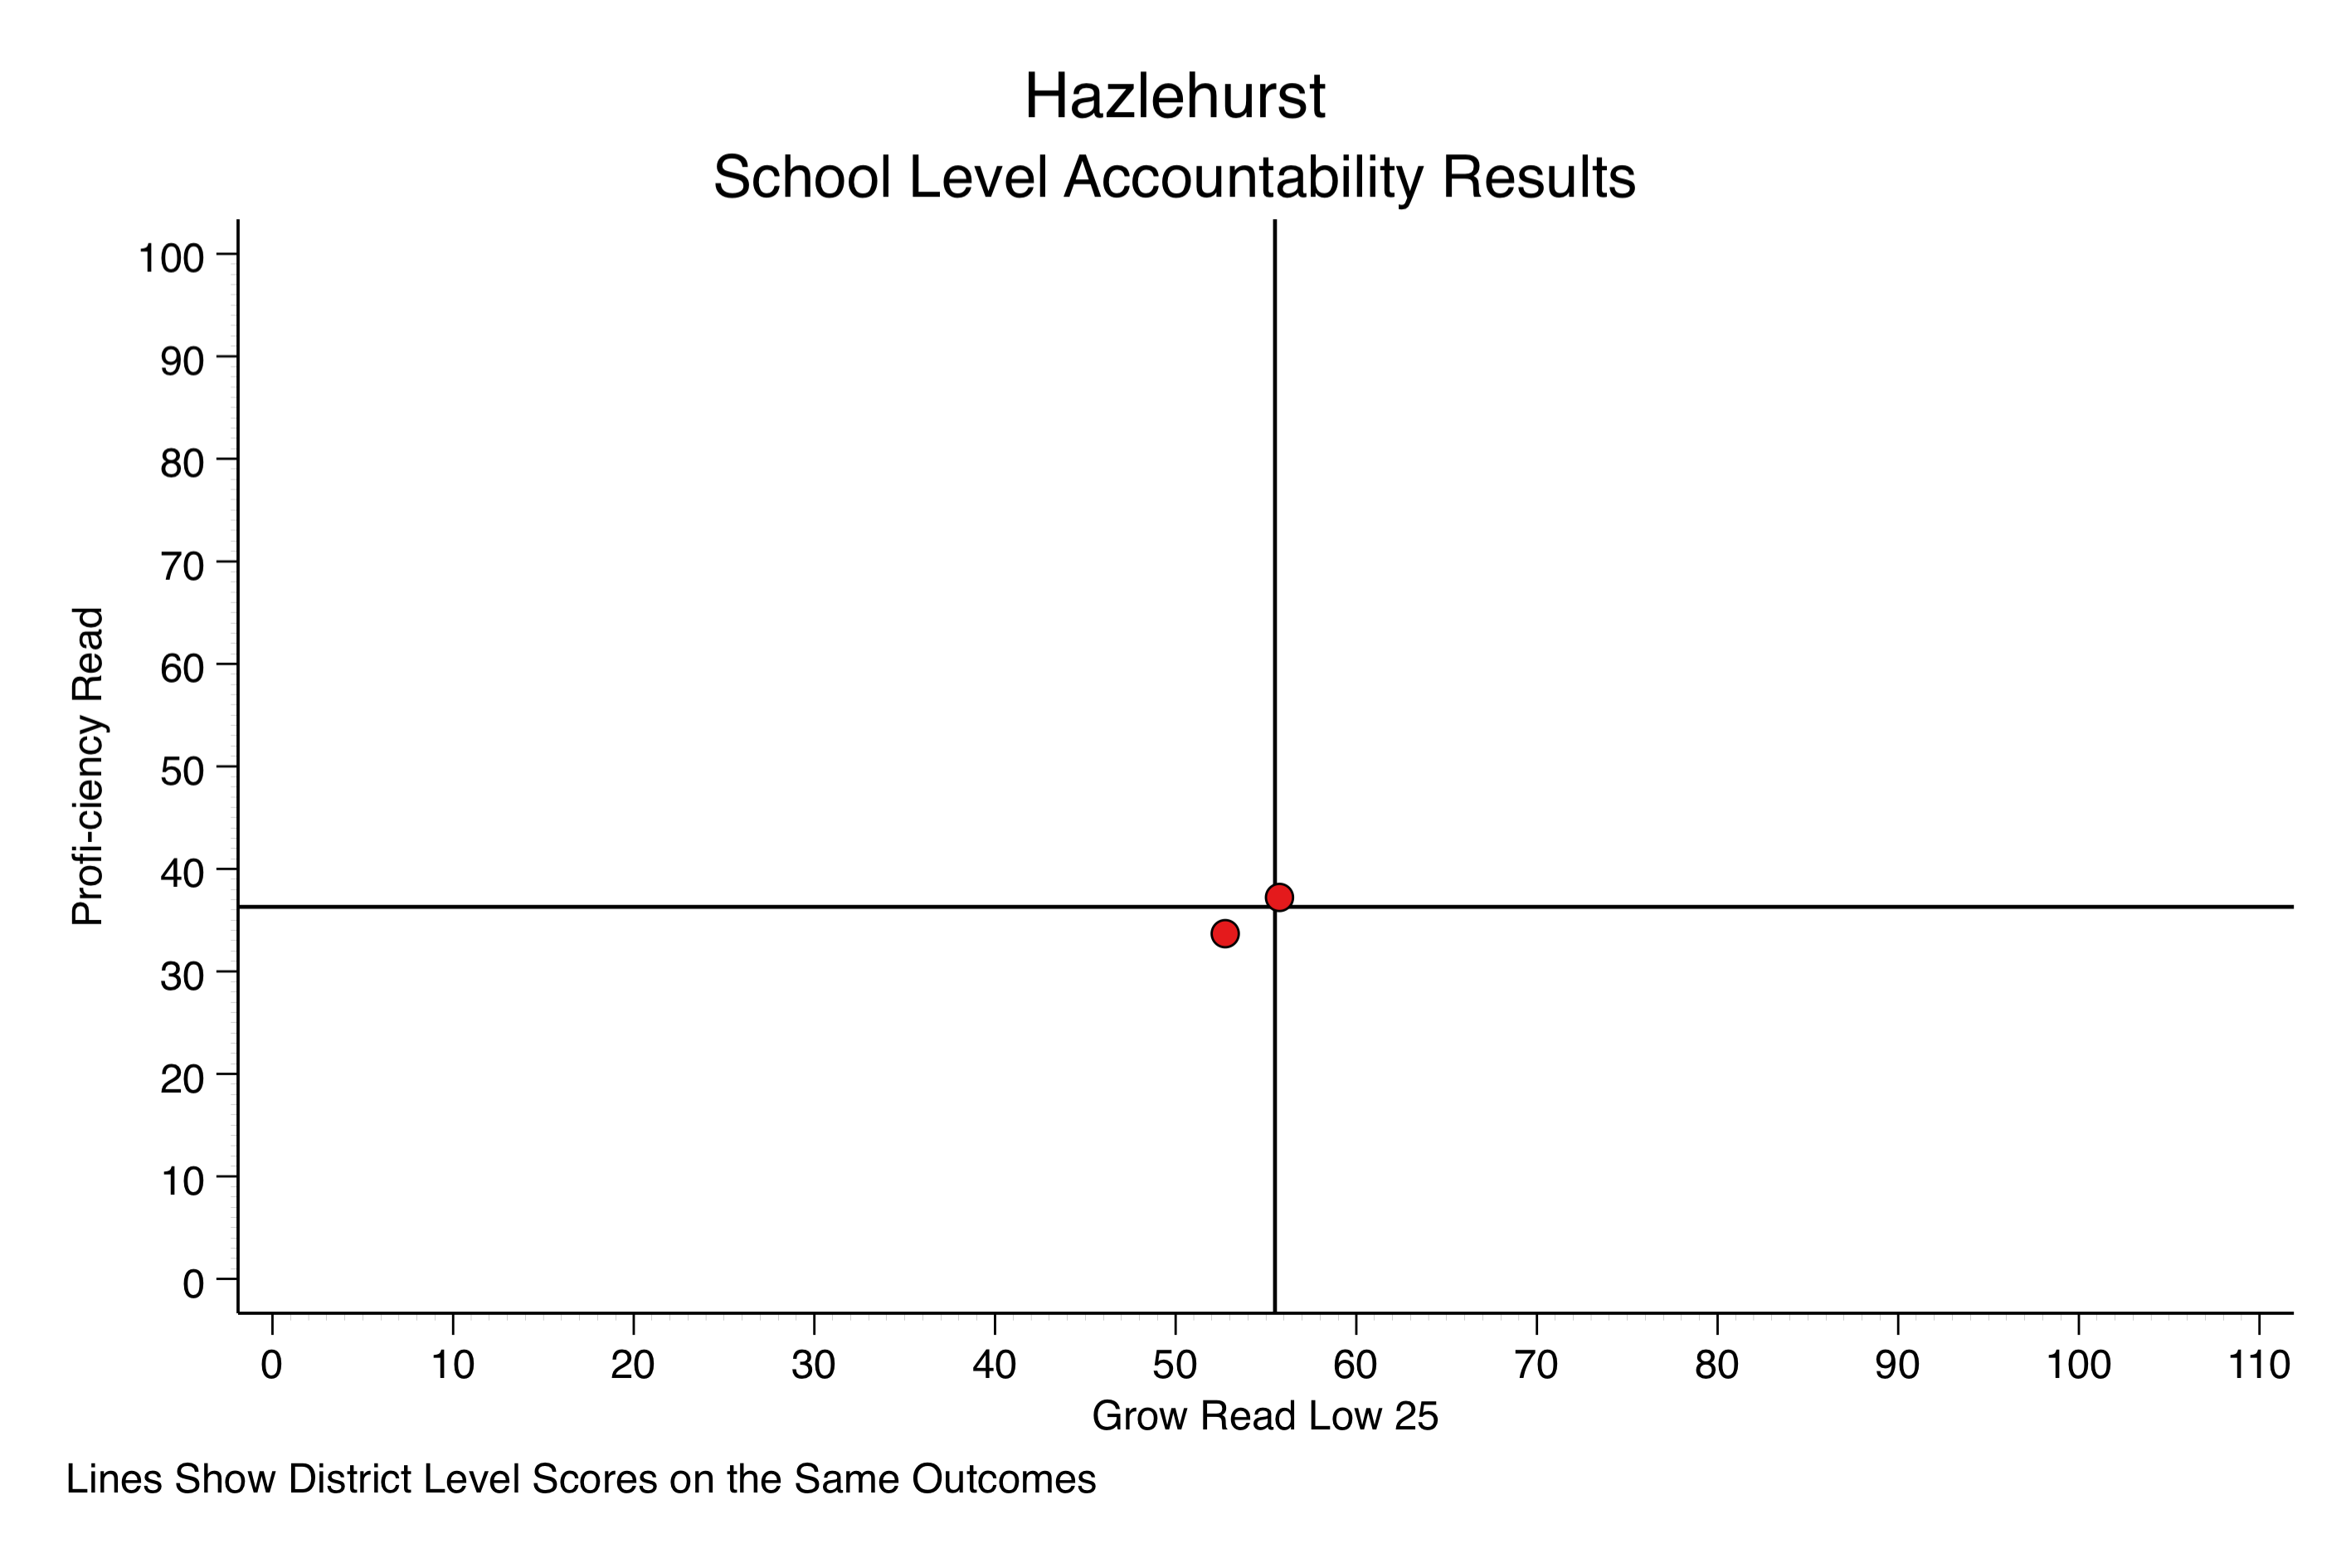 Hazlehurst
School Level Accountability Results
100
90
80
70
60
50
40
30
20
10
0
Profi-ciency Read
0 10 20 30 40 50 60 70 80 90 100 110
Grow Read Low 25
Lines Show District Level Scores on the Same Outcomes